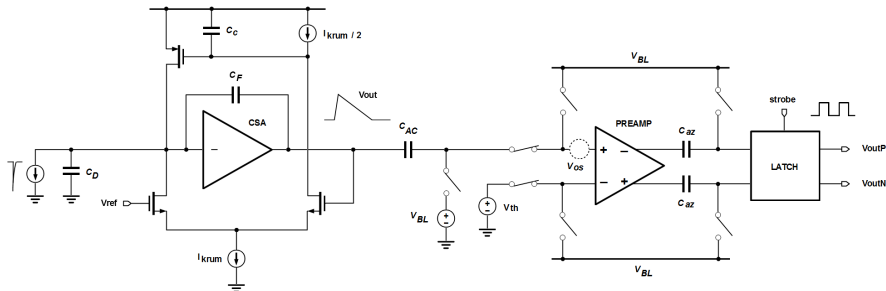 C_C
I_krum / 2
C_F
Vout
CSA
C_AC
C_D
Vref
I_krum
V_BL
V_BL
Vth
V_OS
PREAMP
C_az
C_az
V_BL
strobe
LATCH
VoutP
VoutN